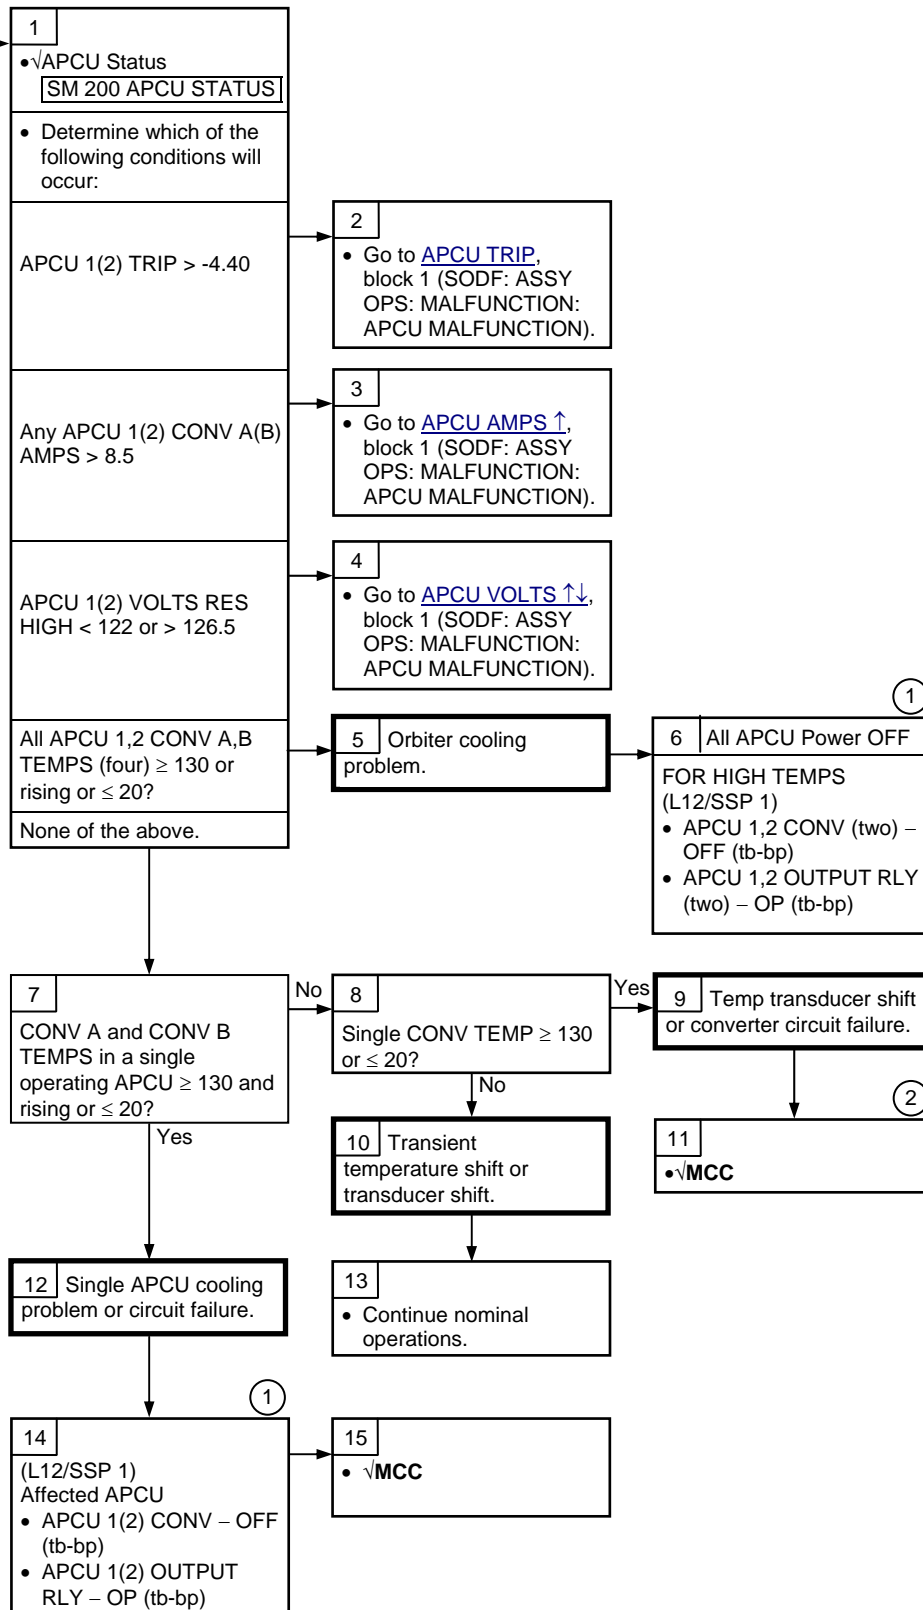 1
•√APCU Status
SM 200 APCU STATUS
• Determine which of the
following conditions will
occur:
APCU 1(2) TRIP > -4.40
2
• Go to APCU TRIP,
block 1 (SODF: ASSY
OPS: MALFUNCTION:
APCU MALFUNCTION).
Any APCU 1(2) CONV A(B)
AMPS > 8.5
3
• Go to APCU AMPS ↑,
block 1 (SODF: ASSY
OPS: MALFUNCTION:
APCU MALFUNCTION).
APCU 1(2) VOLTS RES
HIGH < 122 or > 126.5
4
• Go to APCU VOLTS ↑↓,
block 1 (SODF: ASSY
OPS: MALFUNCTION:
APCU MALFUNCTION).
All APCU 1,2 CONV A,B
TEMPS (four) ≥ 130 or
rising or ≤ 20?
None of the above.
5 Orbiter cooling
problem.
1
6 All APCU Power OFF
FOR HIGH TEMPS
(L12/SSP 1)
• APCU 1,2 CONV (two) –
OFF (tb-bp)
• APCU 1,2 OUTPUT RLY
(two) – OP (tb-bp)
7
CONV A and CONV B
TEMPS in a single
operating APCU ≥ 130 and
rising or ≤ 20?
No
8
Single CONV TEMP ≥ 130
or ≤ 20?
Yes
9 Temp transducer shift
or converter circuit failure.
No
10 Transient
temperature shift or
transducer shift.
2
11
•√MCC
Yes
12 Single APCU cooling
problem or circuit failure.
13
• Continue nominal
operations.
1
14
(L12/SSP 1)
Affected APCU
• APCU 1(2) CONV – OFF
(tb-bp)
• APCU 1(2) OUTPUT
RLY – OP (tb-bp)
15
• √MCC